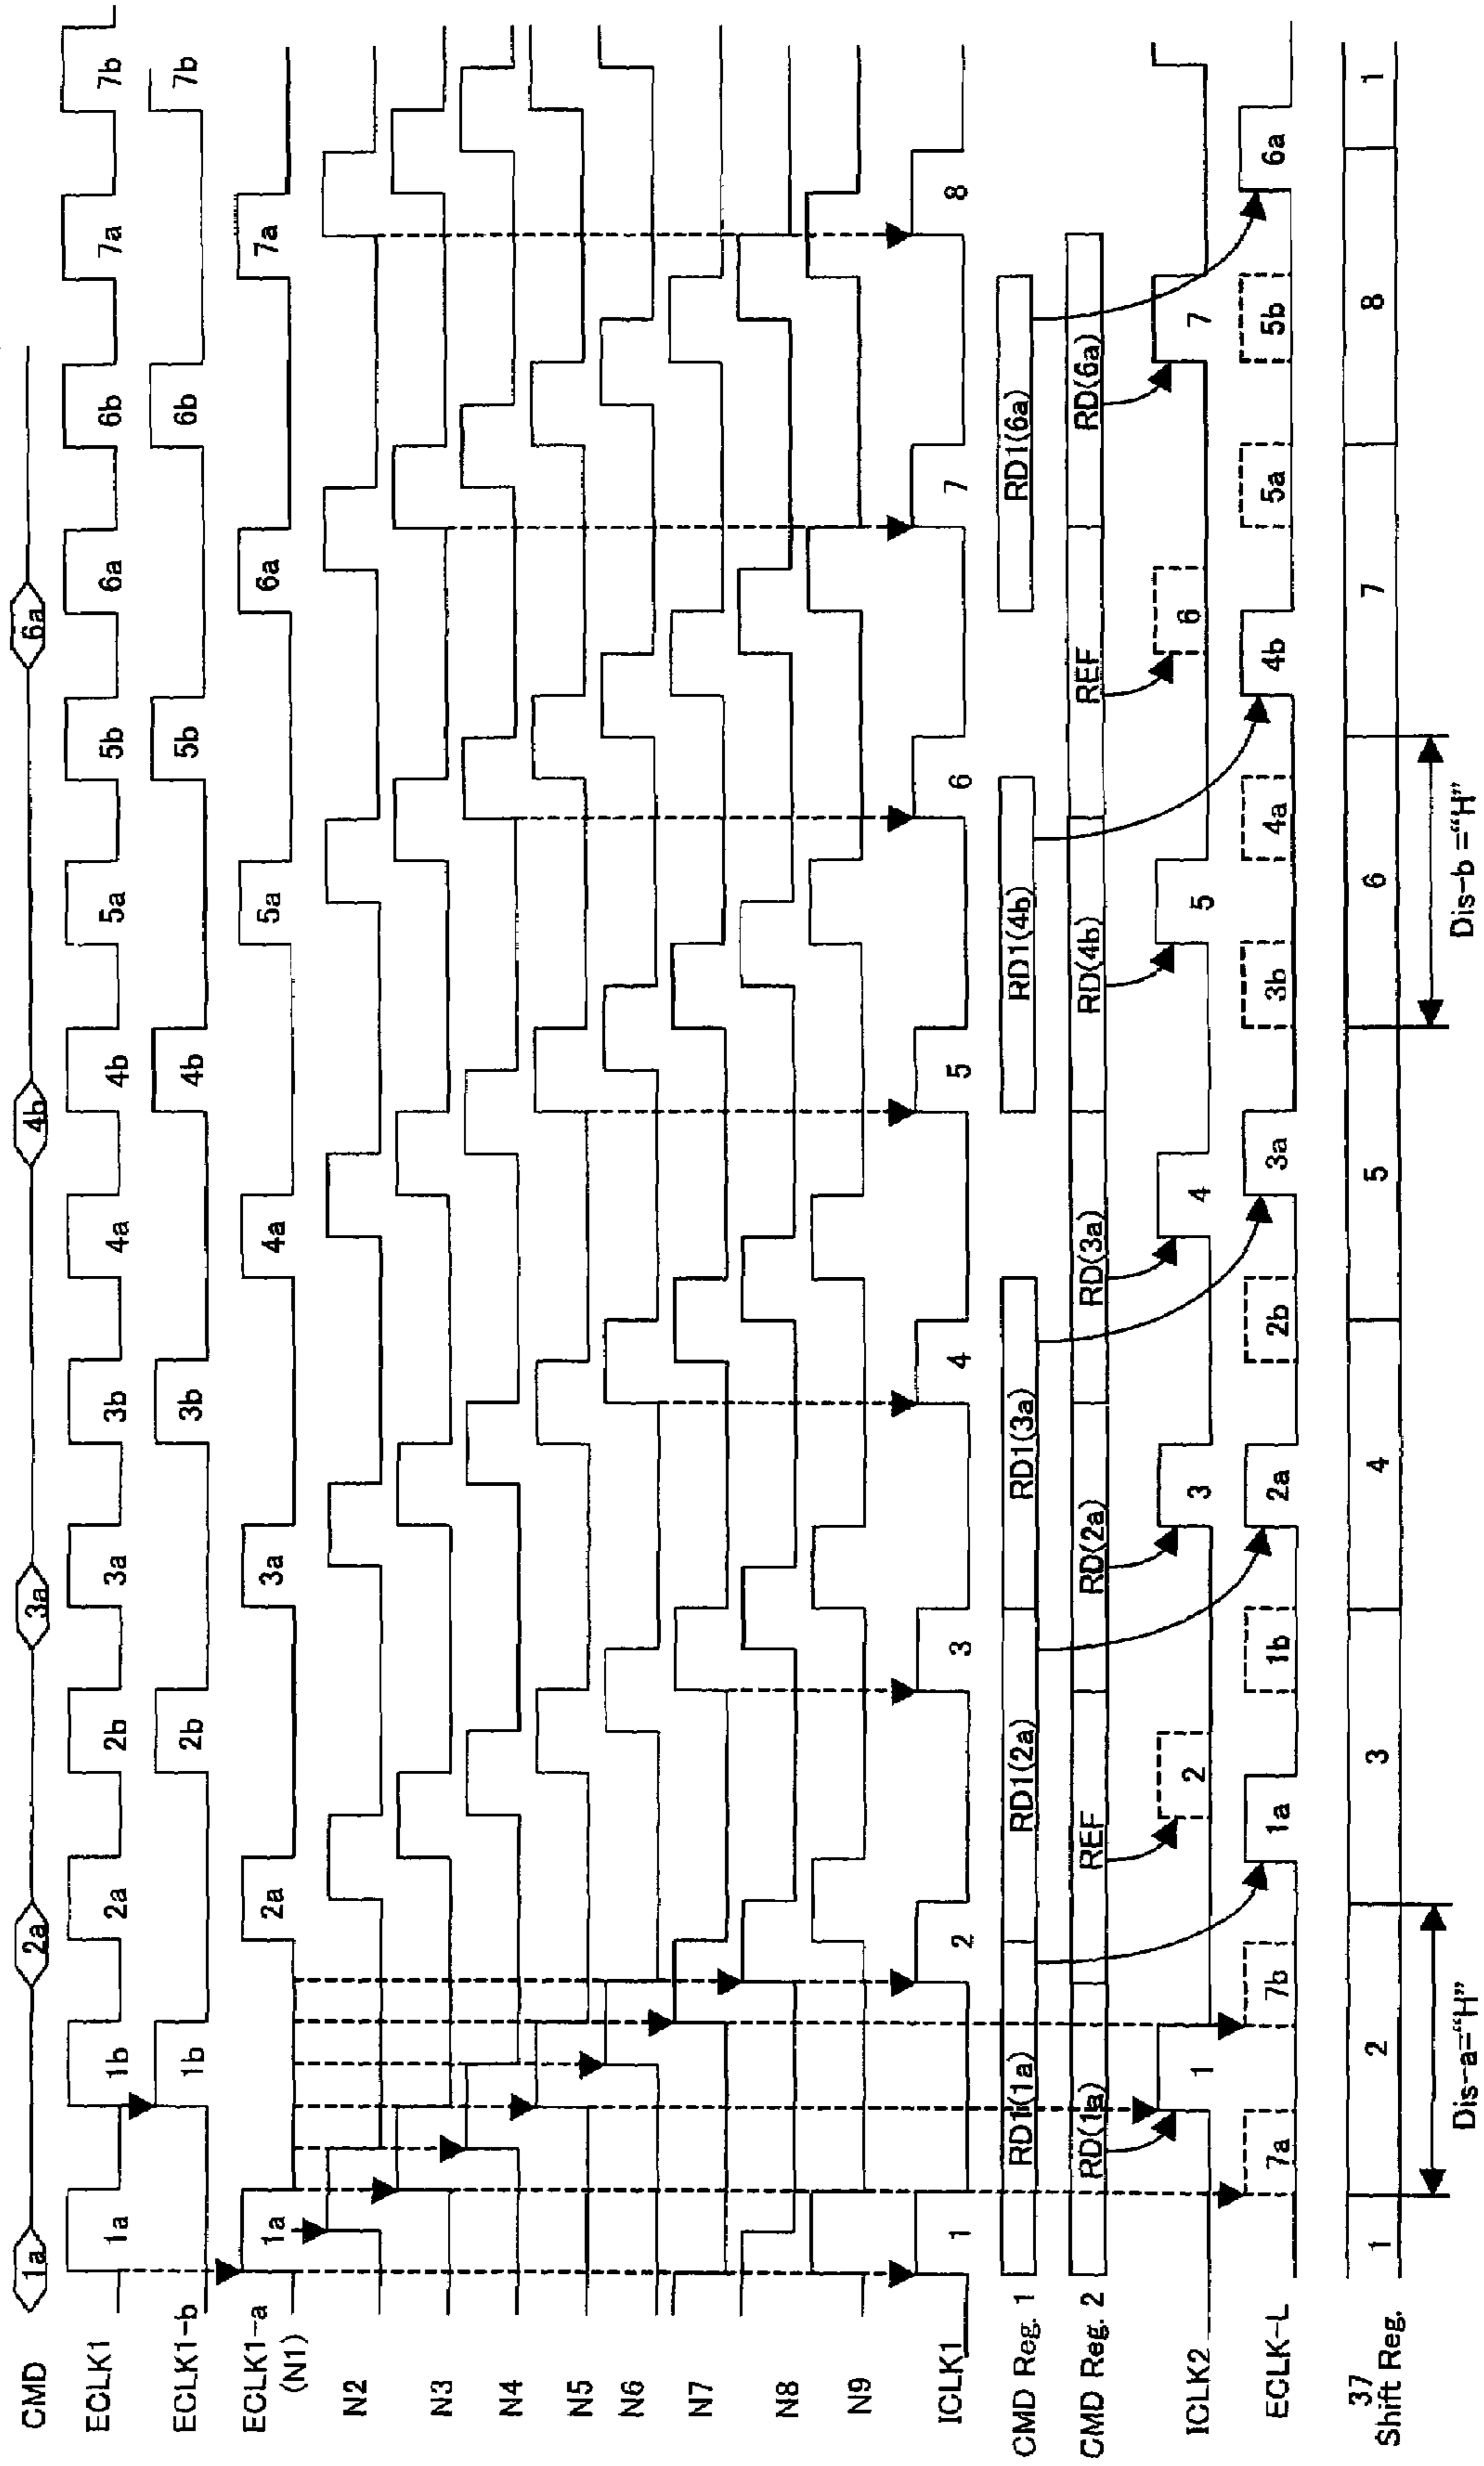 CMD 1a 2a 3a 4b 6a
ECLK1 1a 1b 2a 2b 3a 3b 4a 4b 5a 5b 6a 6b 7a 7b
ECLK1-b 1b 2b 3b 4b 5b 6b 7b
ECLK1-a 1a 2a 3a 4a 5a 6a 7a
(N1)
N2
N3
N4
N5
N6
N7
N8
N9
ICLK1 1 2 3 4 5 6 7 8
CMD Reg. 1 RD1(1a) RD1(2a) RD1(3a) RD1(4b) RD1(6a)
CMD Reg. 2 RD(1a) REF RD(2a) RD(3a) RD(4b) REF RD(6a)
ICLK2 1 2 3 4 5 6 7
ECLK-L 7a 7b 1a 1b 2a 2b 3a 3b 4a 4b 5a 5b 6a
37
Shift Reg. 1 2 3 4 5 6 7 8 1
Dis-a="H" Dis-b="H"